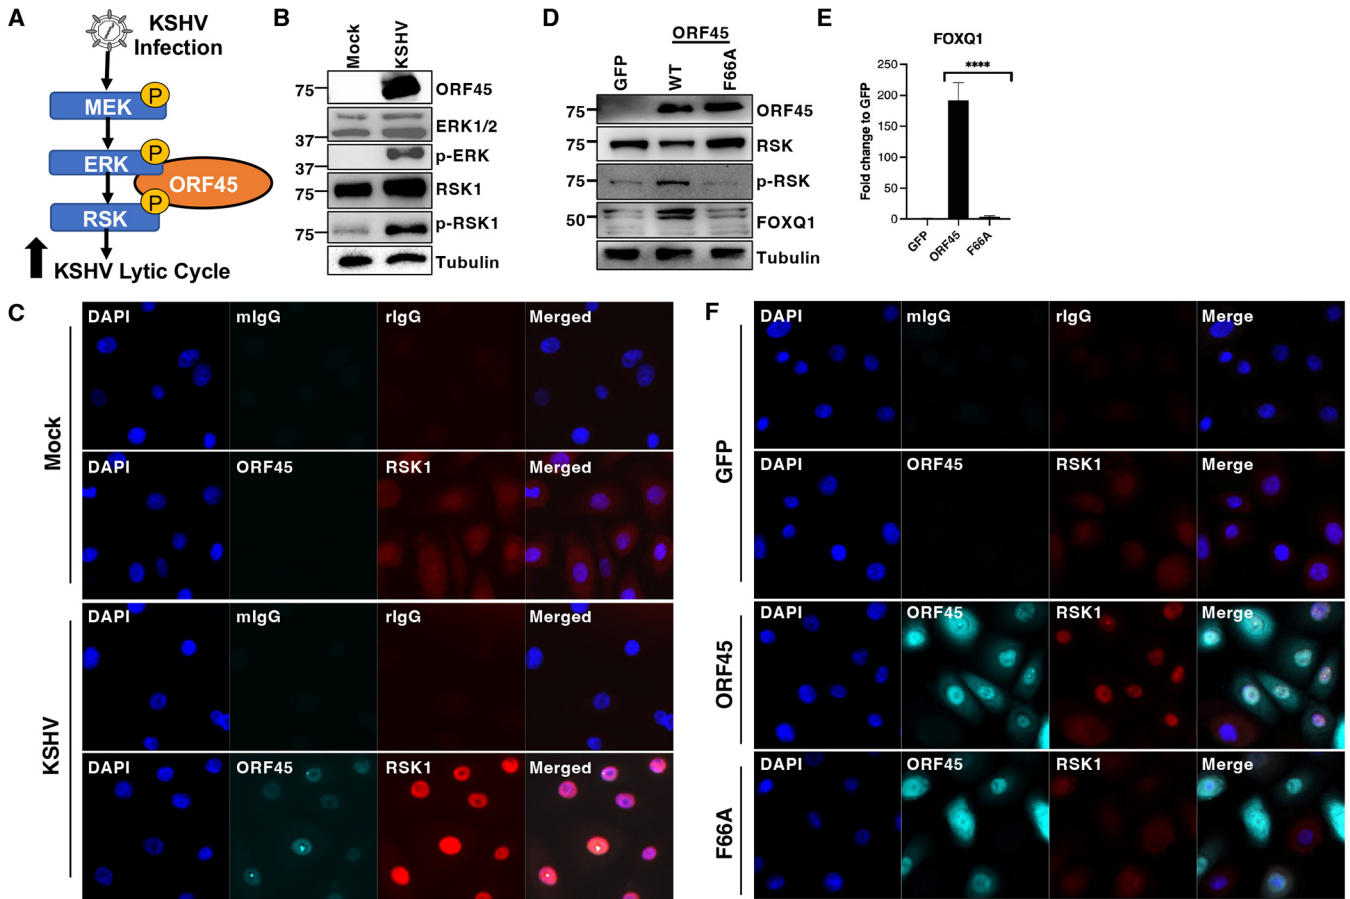 A
KSHV
Infection
MEK
P
ERK
P
ORF45
P
RSK
KSHV Lytic Cycle
B
Mock
KSHV
75
ORF45
37
ERK1/2
37
p-ERK
75
RSK1
75
p-RSK1
Tubulin
D
ORF45
GFP
WT
F66A
75
ORF45
75
RSK
75
p-RSK
50
FOXQ1
Tubulin
E
FOXQ1
****
Fold change to GFP
250
200
150
100
50
0
GFP
ORF45
F66A
C
Mock
DAPI mIgG rIgG Merged
DAPI ORF45 RSK1 Merged
KSHV
DAPI mIgG rIgG Merged
DAPI ORF45 RSK1 Merged
F
GFP
DAPI mIgG rIgG Merge
DAPI ORF45 RSK1 Merge
ORF45
DAPI ORF45 RSK1 Merge
F66A
DAPI ORF45 RSK1 Merge